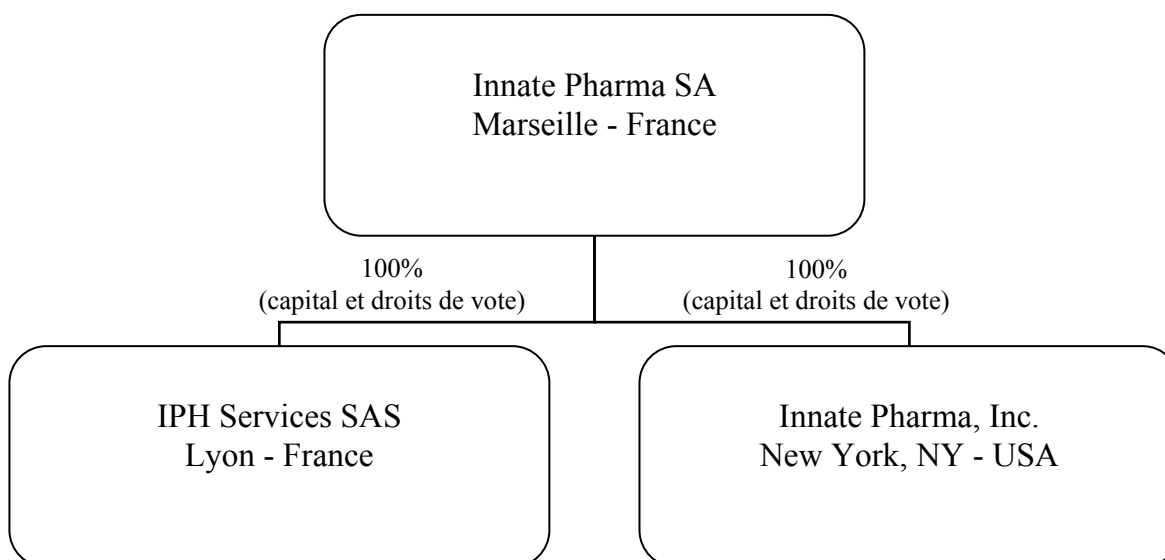 Innate Pharma SA
Marseille - France
100%
(capital et droits de vote)
100%
(capital et droits de vote)
IPH Services SAS
Lyon - France
Innate Pharma, Inc.
New York, NY - USA